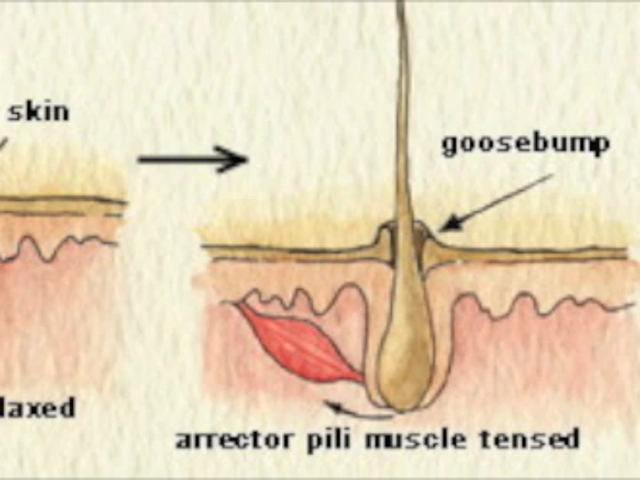 skin
goosebump
laxed
arrector pili muscle tensed